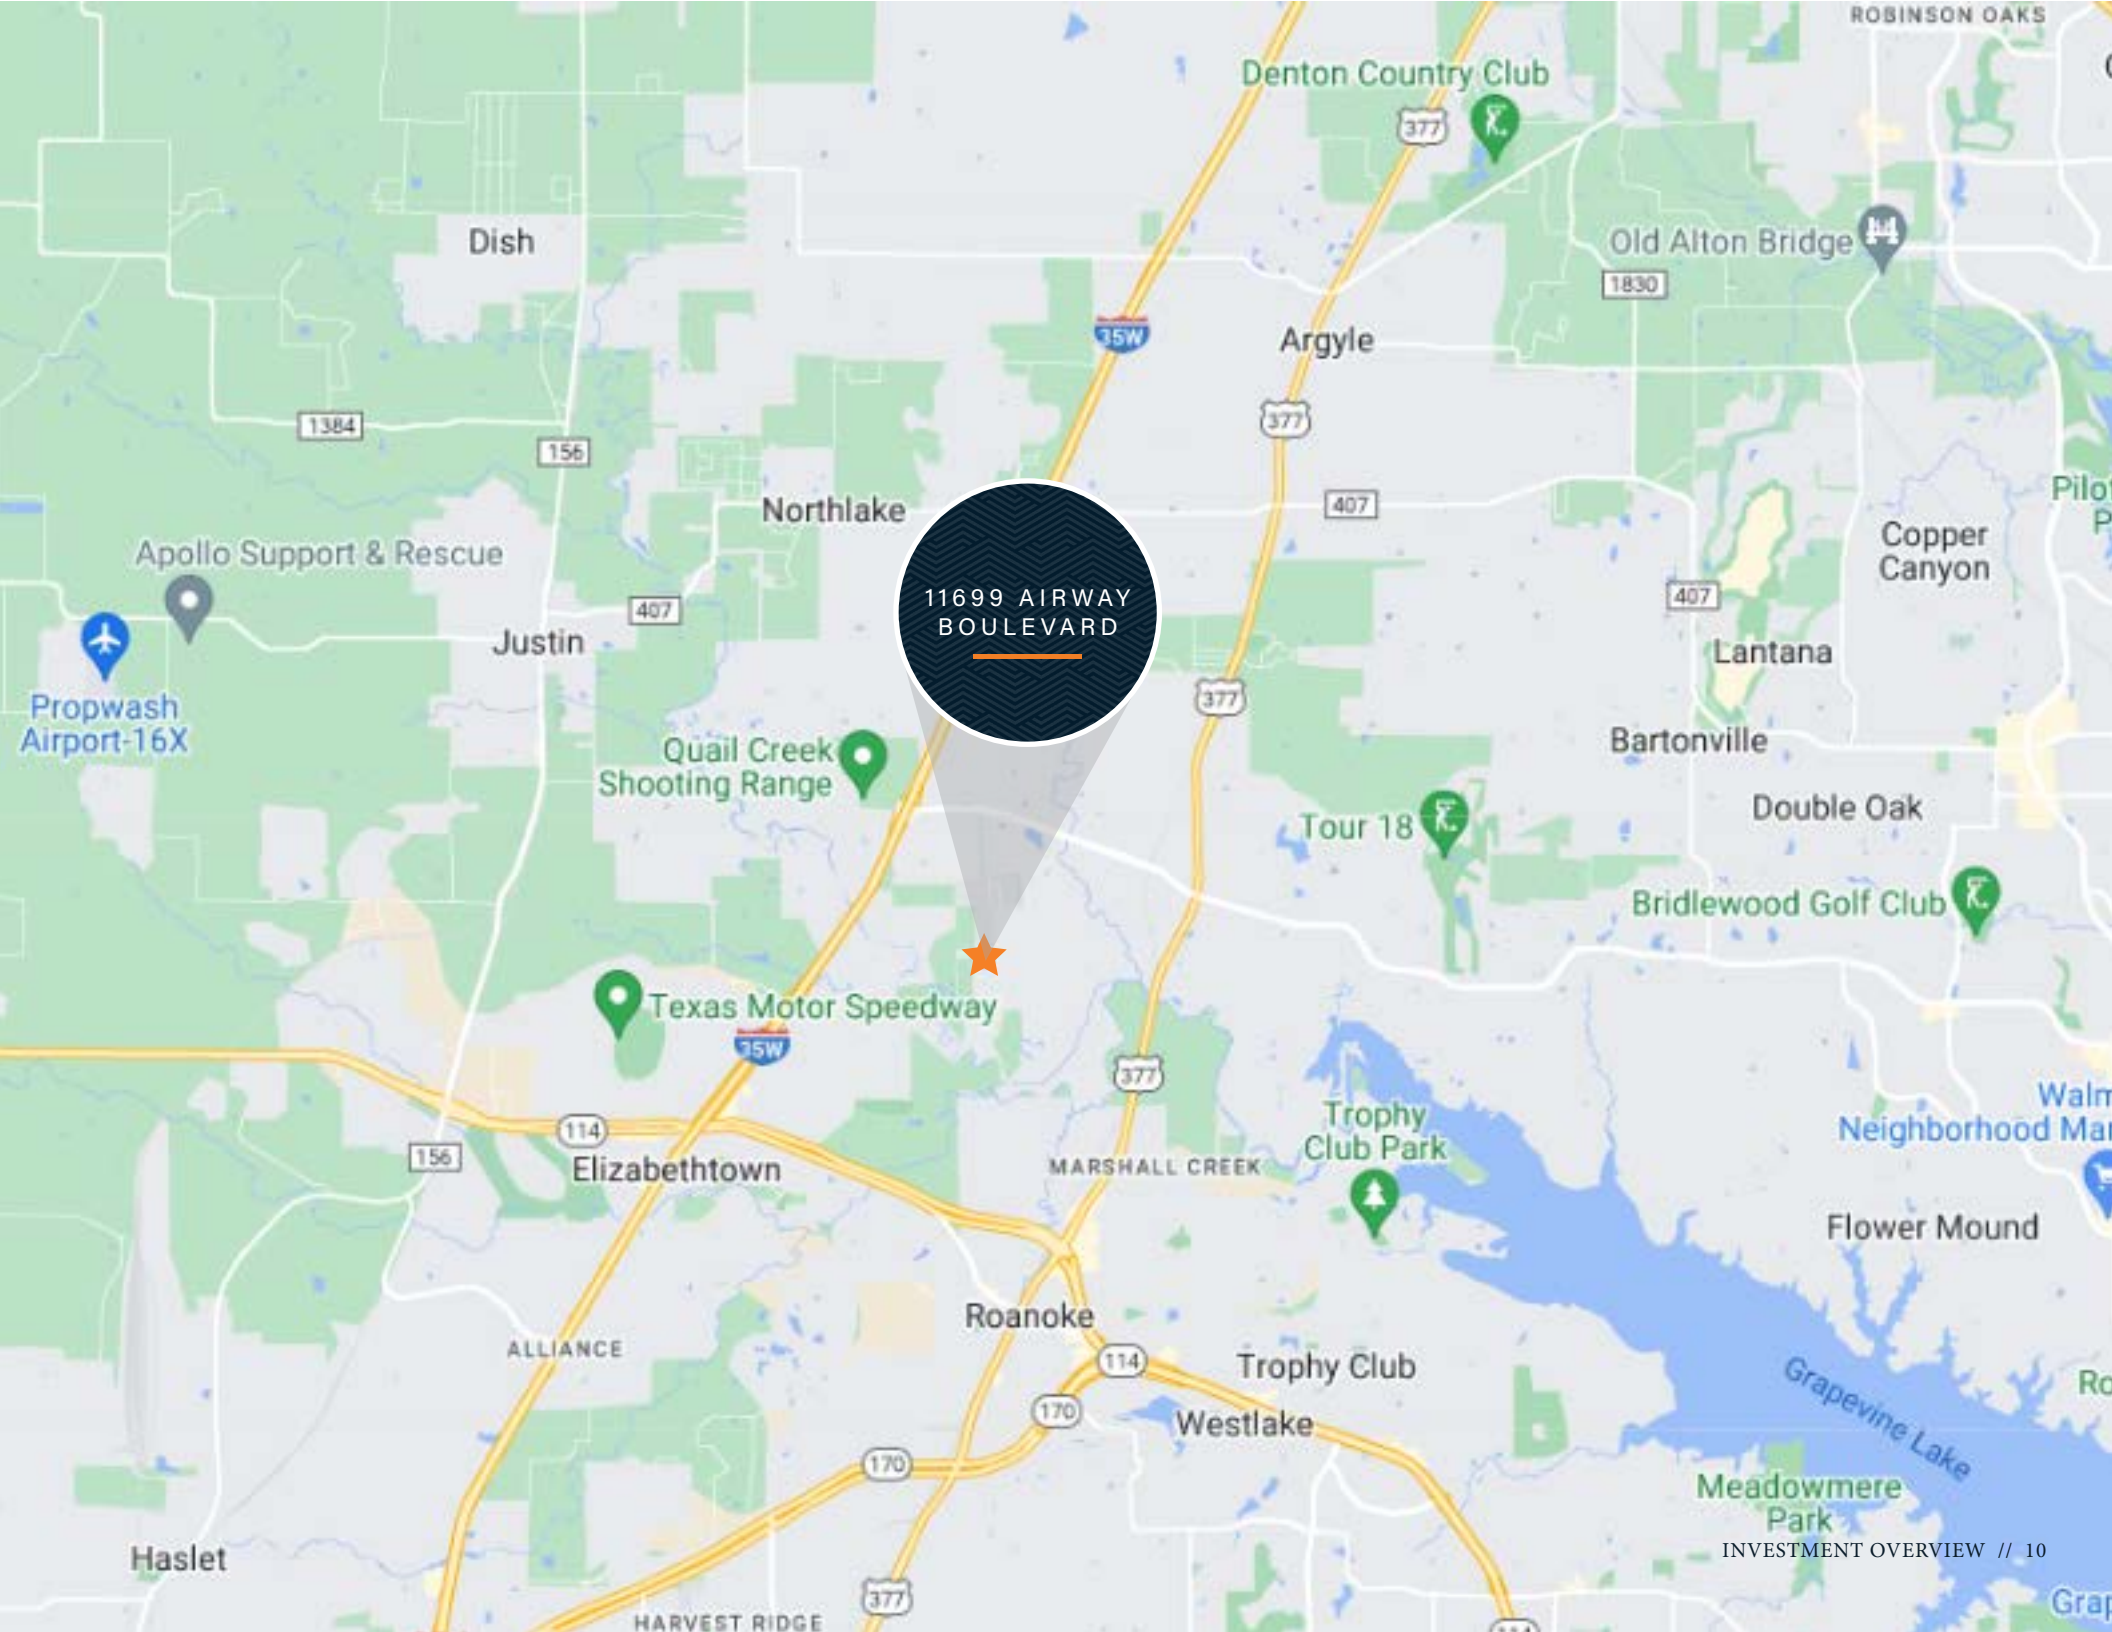 ROBINSON OAKS
Denton Country Club
377
Dish
Old Alton Bridge
1830
35W
Argyle
377
1384
156
Northlake
407
Copper
Canyon
Apollo Support & Rescue
407
407
11699 AIRWAY
BOULEVARD
Justin
Lantana
377
Propwash
Airport-16X
Quail Creek
Shooting Range
Bartonville
Double Oak
Tour 18
Bridlewood Golf Club
Texas Motor Speedway
35W
377
Trophy
Club Park
Neighborhood
114
156
Elizabethtown
MARSHALL CREEK
Flower Mound
Roanoke
ALLIANCE
114
Trophy Club
170
Westlake
Grapevine Lake
170
Meadowmere
Park
INVESTMENT OVERVIEW // 10
Haslet
377
HARVEST RIDGE